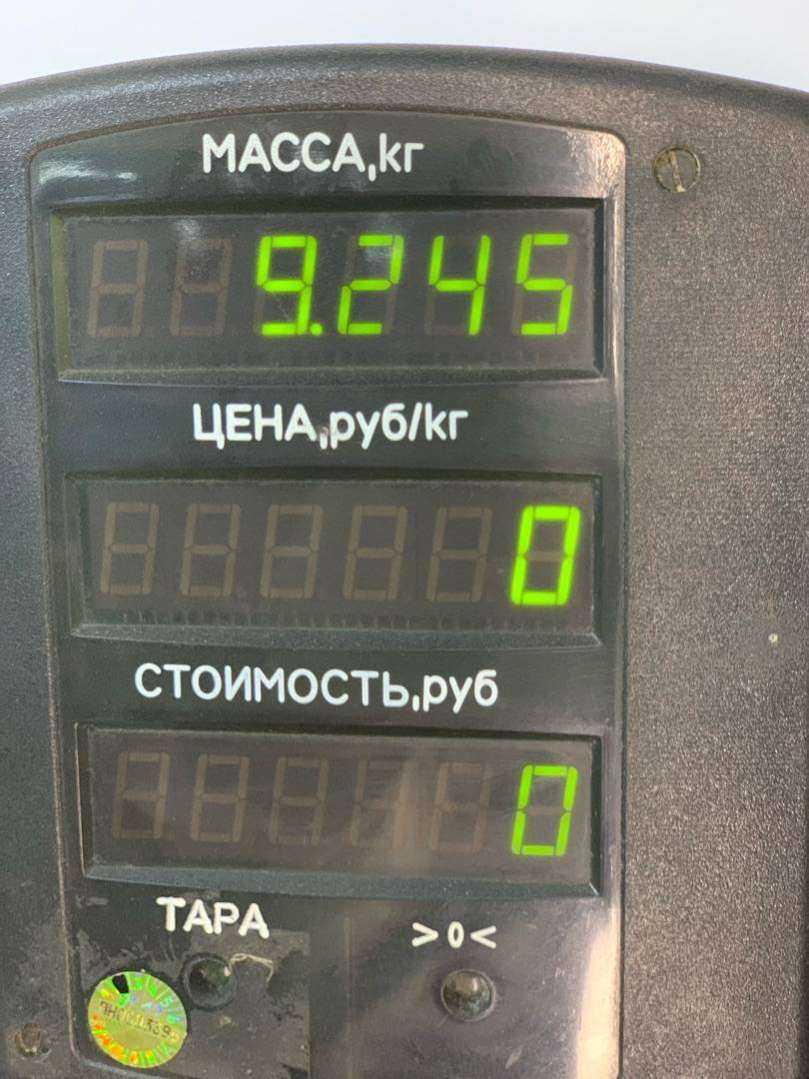 МАССА,кг
9.245
ЦЕНА,руб/кг
0
СТОИМОСТЬ,руб
0
ТАРА >0<